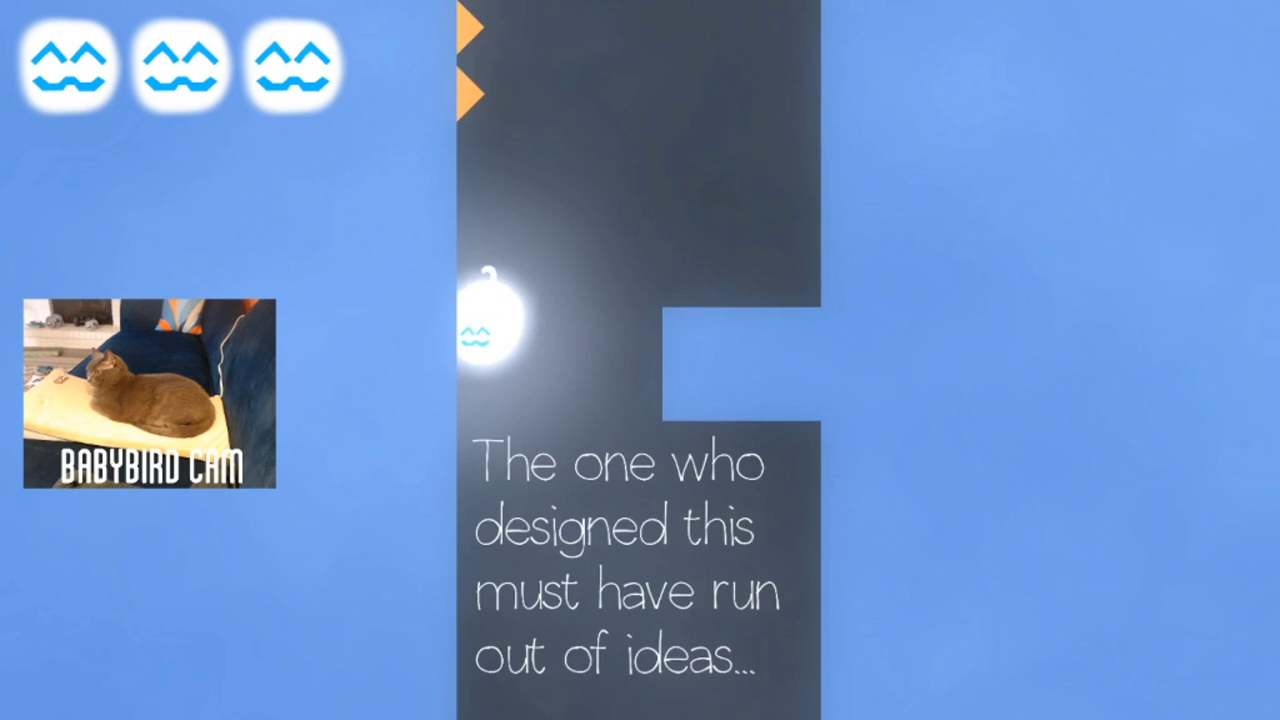 BABYBIRD CAM
The one who
designed this
must have run
out of ideas...